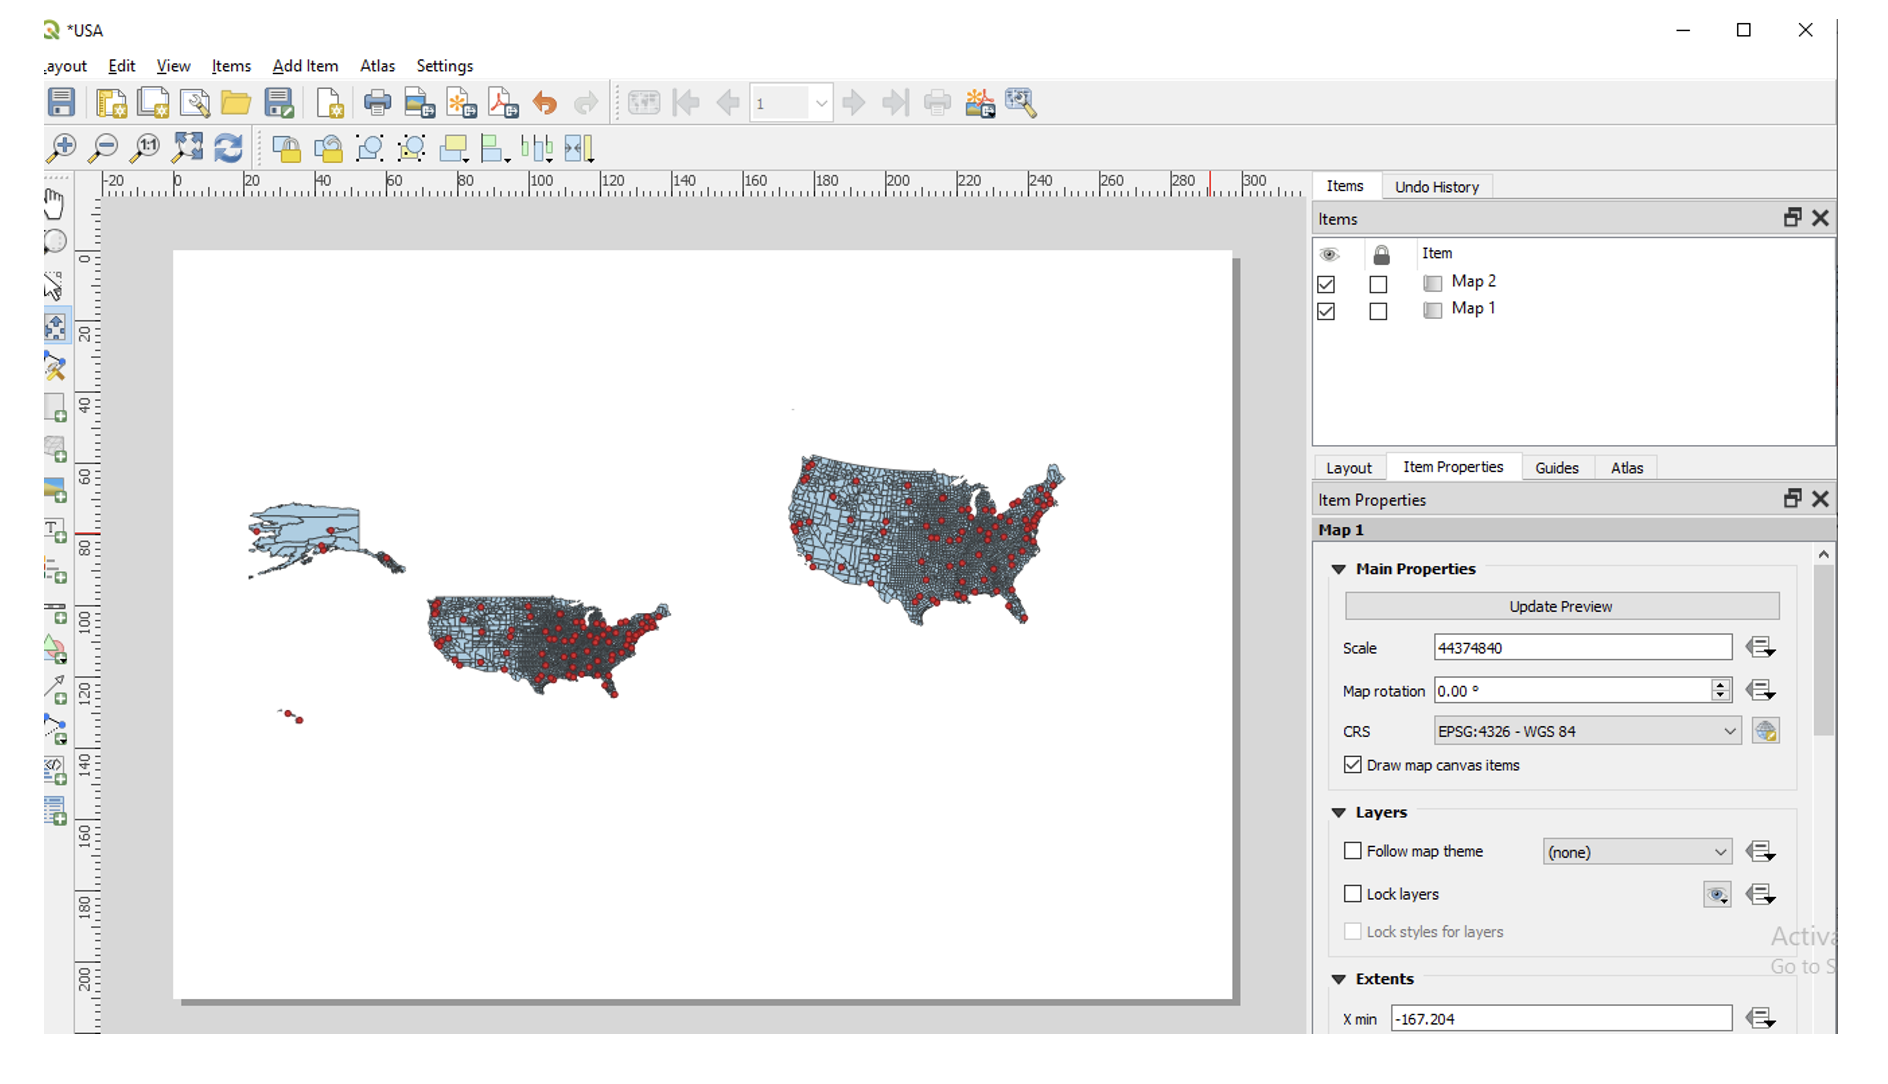 *USA
ayout Edit View Items Add Item Atlas Settings
1
1:1
-20 0 20 40 60 80 100 120 140 160 180 200 220 240 260 280 300
0
20
40
60
80
100
120
140
160
180
200
T
Items Undo History
Items
Item
Map 2
Map 1
Layout Item Properties Guides Atlas
Item Properties
Map 1
Main Properties
Update Preview
Scale 44374840
Map rotation 0.00 °
CRS EPSG:4326 - WGS 84
Draw map canvas items
Layers
Follow map theme (none)
Lock layers
Lock styles for layers
Activa
Go to S
Extents
X min -167.204